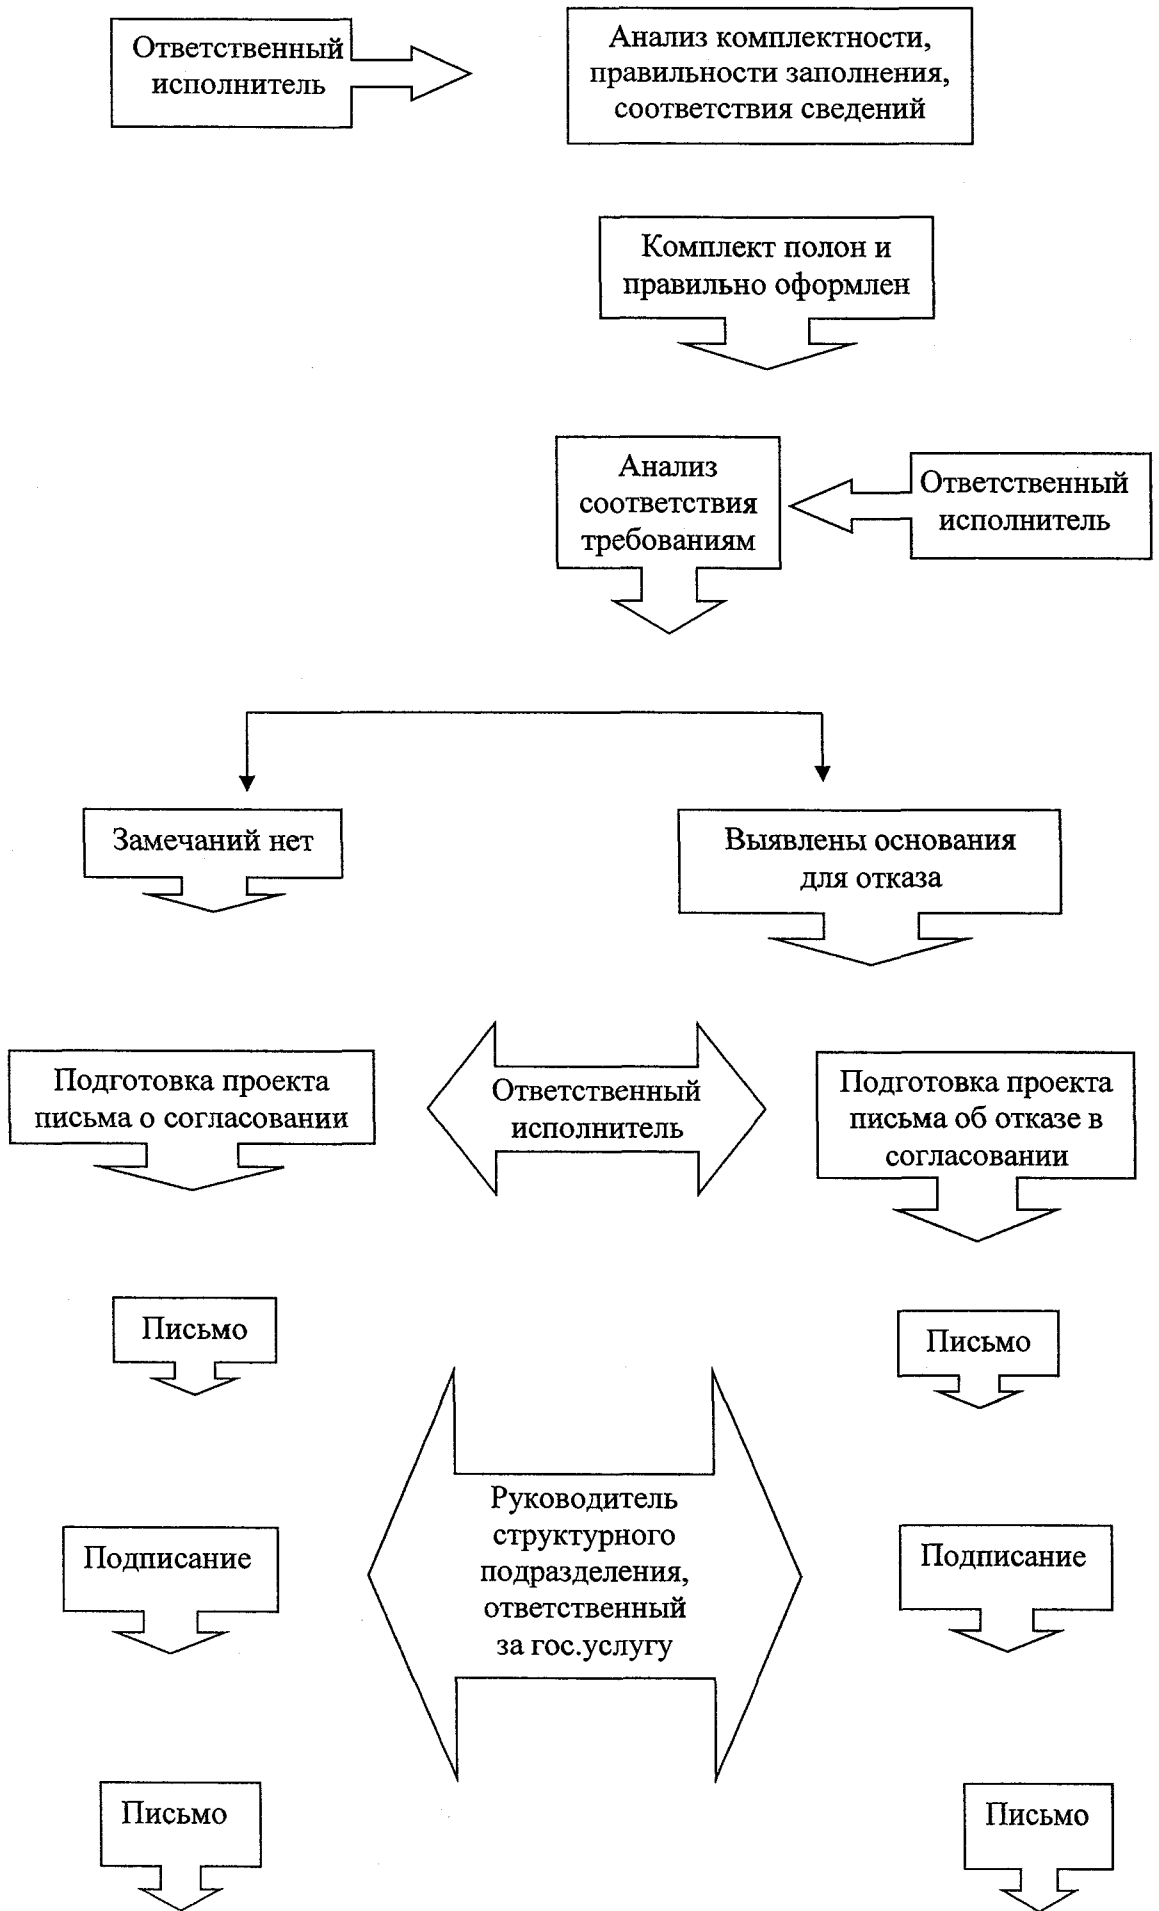 Ответственный
исполнитель
Анализ комплектности,
правильности заполнения,
соответствия сведений
Комплект полон и
правильно оформлен
Анализ
соответствия
требованиям
Ответственный
исполнитель
Замечаний нет
Выявлены основания
для отказа
Подготовка проекта
письма о согласовании
Ответственный
исполнитель
Подготовка проекта
письма об отказе в
согласовании
Письмо
Письмо
Подписание
Руководитель
структурного
подразделения,
ответственный
за гос.услугу
Подписание
Письмо
Письмо